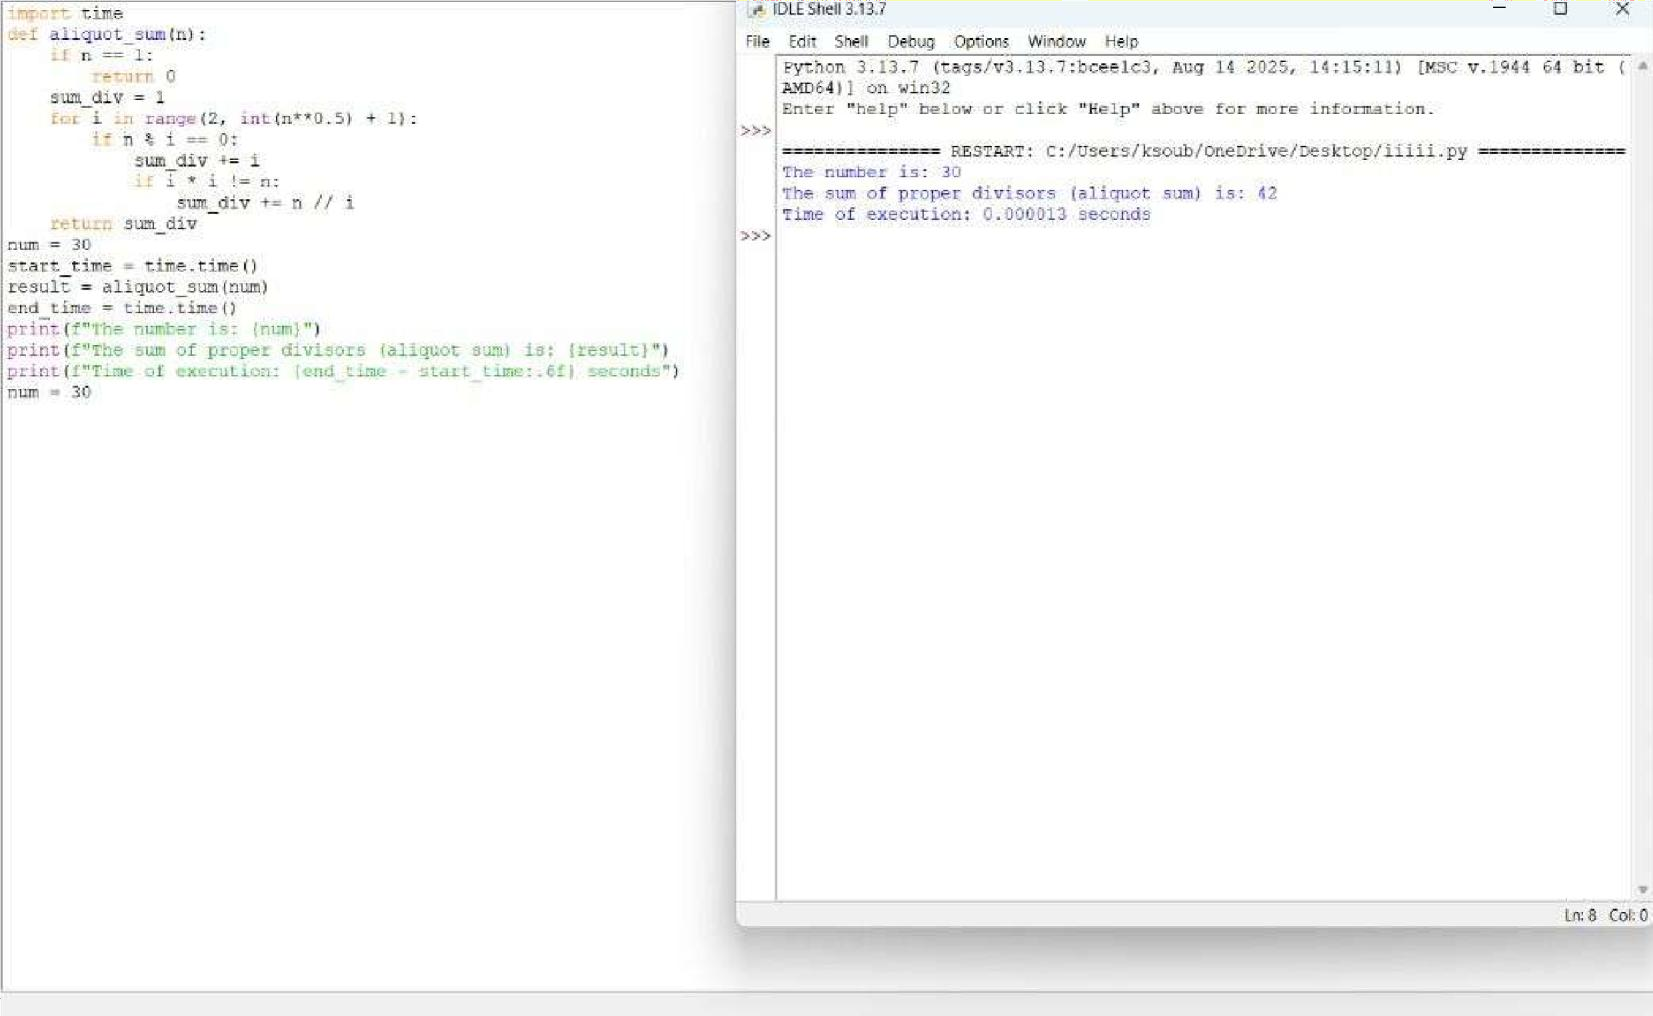 import time
def aliquot_sum(n):
    if n == 1:
        return 0
    sum_div = 1
    for i in range(2, int(n**0.5) + 1):
        if n % i == 0:
            sum_div += i
            if i * i != n:
                sum_div += n // i
    return sum_div
num = 30
start_time = time.time()
result = aliquot_sum(num)
end_time = time.time()
print(f"The number is: {num}")
print(f"The sum of proper divisors (aliquot sum) is: {result}")
print(f"Time of execution: {end_time - start_time:.6f} seconds")
num = 30
IDLE Shell 3.13.7
File Edit Shell Debug Options Window Help
Python 3.13.7 (tags/v3.13.7:bcee1c3, Aug 14 2025, 14:15:11) [MSC v.1944 64 bit (
AMD64)] on win32
Enter "help" below or click "Help" above for more information.
>>>
=============== RESTART: C:/Users/ksoub/OneDrive/Desktop/iiiii.py ==============
The number is: 30
The sum of proper divisors (aliquot sum) is: 42
Time of execution: 0.000013 seconds
>>>
Ln: 8 Col: 0